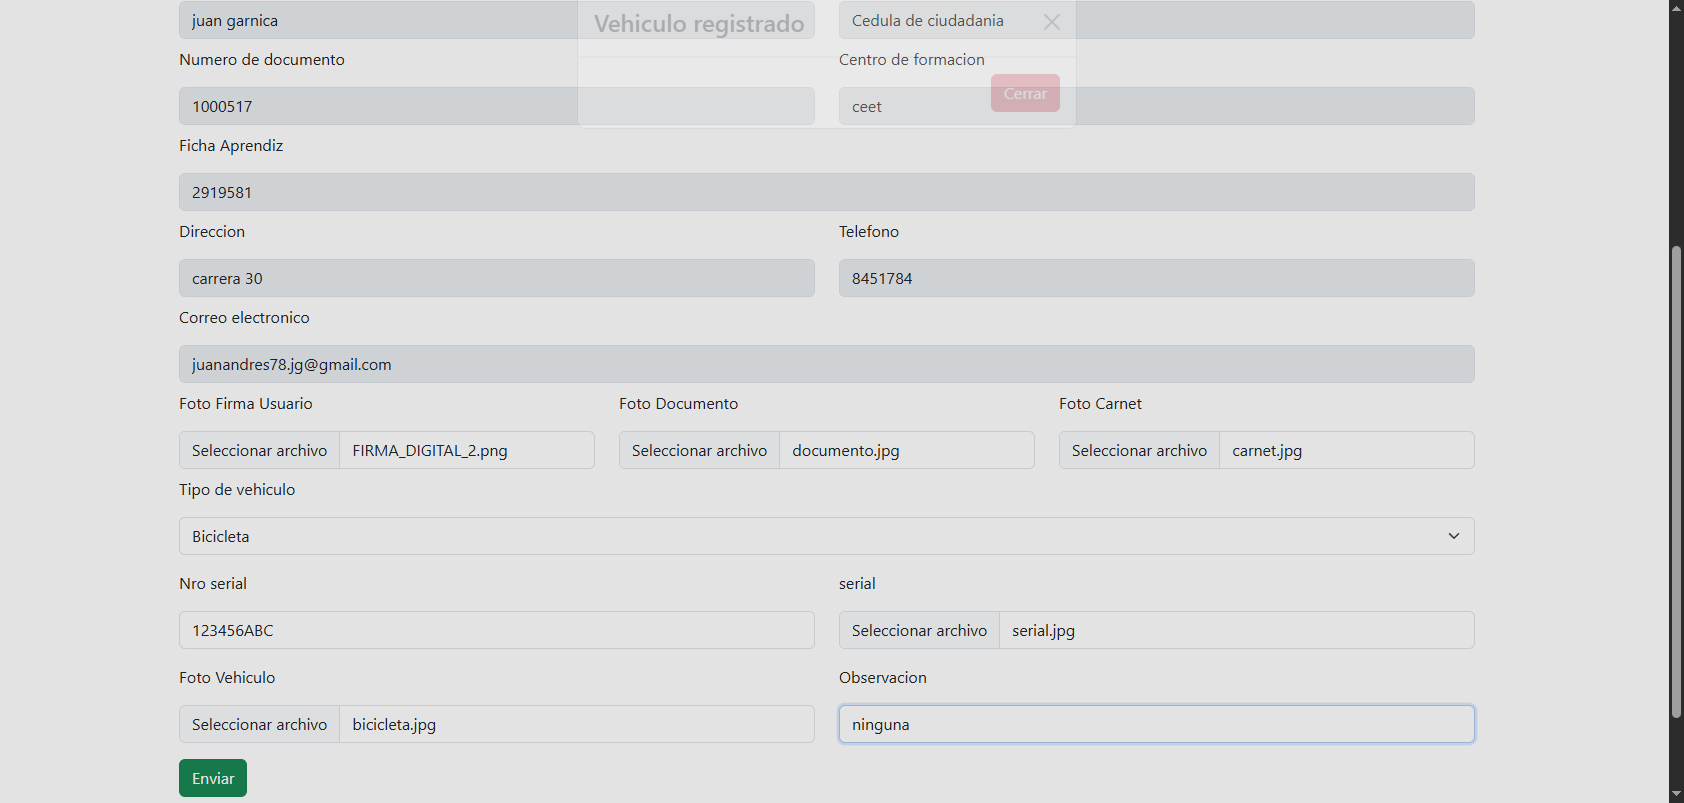 juan garnica
Vehiculo registrado
Cedula de ciudadania
Numero de documento
Centro de formacion
1000517
ceet
Cerrar
Ficha Aprendiz
2919581
Direccion
Telefono
carrera 30
8451784
Correo electronico
juanandres78.jg@gmail.com
Foto Firma Usuario
Foto Documento
Foto Carnet
Seleccionar archivo FIRMA_DIGITAL_2.png
Seleccionar archivo documento.jpg
Seleccionar archivo carnet.jpg
Tipo de vehiculo
Bicicleta
Nro serial
serial
123456ABC
Seleccionar archivo serial.jpg
Foto Vehiculo
Observacion
Seleccionar archivo bicicleta.jpg
ninguna
Enviar